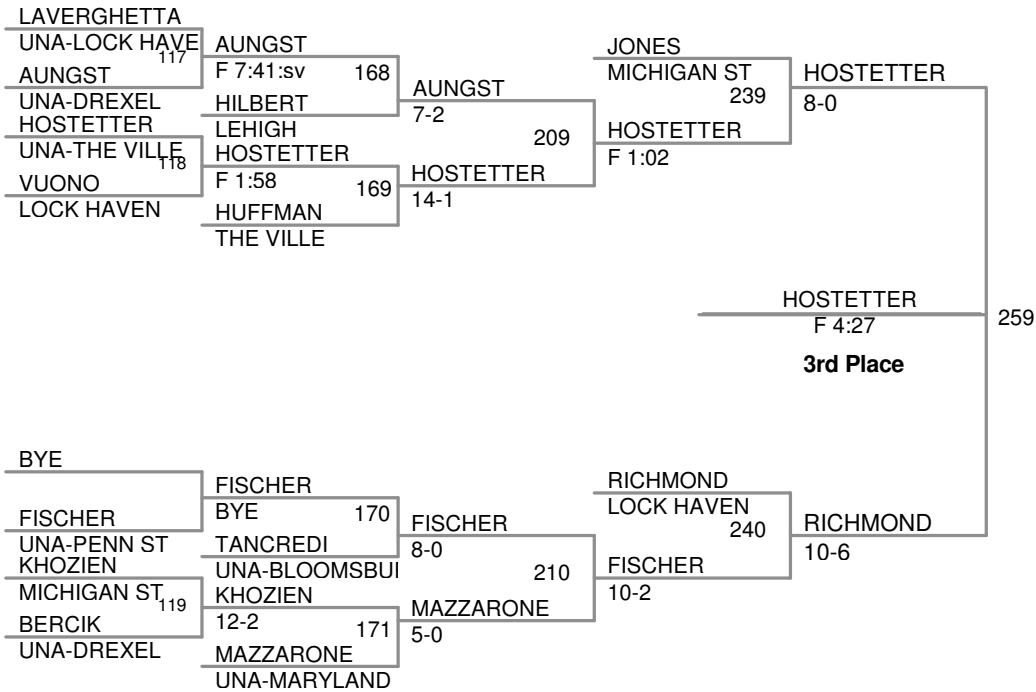 LAVERGHETTA
UNA-LOCK HAVE
117
AUNGST
UNA-DREXEL
HOSTETTER
UNA-THE VILLE
118
VUONO
LOCK HAVEN
AUNGST
F 7:41:sv
168
HILBERT
LEHIGH
HOSTETTER
F 1:58
169
HUFFMAN
THE VILLE
AUNGST
7-2
209
HOSTETTER
14-1
JONES
MICHIGAN ST
239
HOSTETTER
F 1:02
HOSTETTER
8-0
HOSTETTER
F 4:27
259
3rd Place
BYE
FISCHER
UNA-PENN ST
KHOZIEN
MICHIGAN ST
119
BERCIK
UNA-DREXEL
FISCHER
BYE
170
TANCREDI
UNA-BLOOMSBUI
KHOZIEN
12-2
171
MAZZARONE
UNA-MARYLAND
FISCHER
8-0
210
MAZZARONE
5-0
RICHMOND
LOCK HAVEN
240
FISCHER
10-2
RICHMOND
10-6